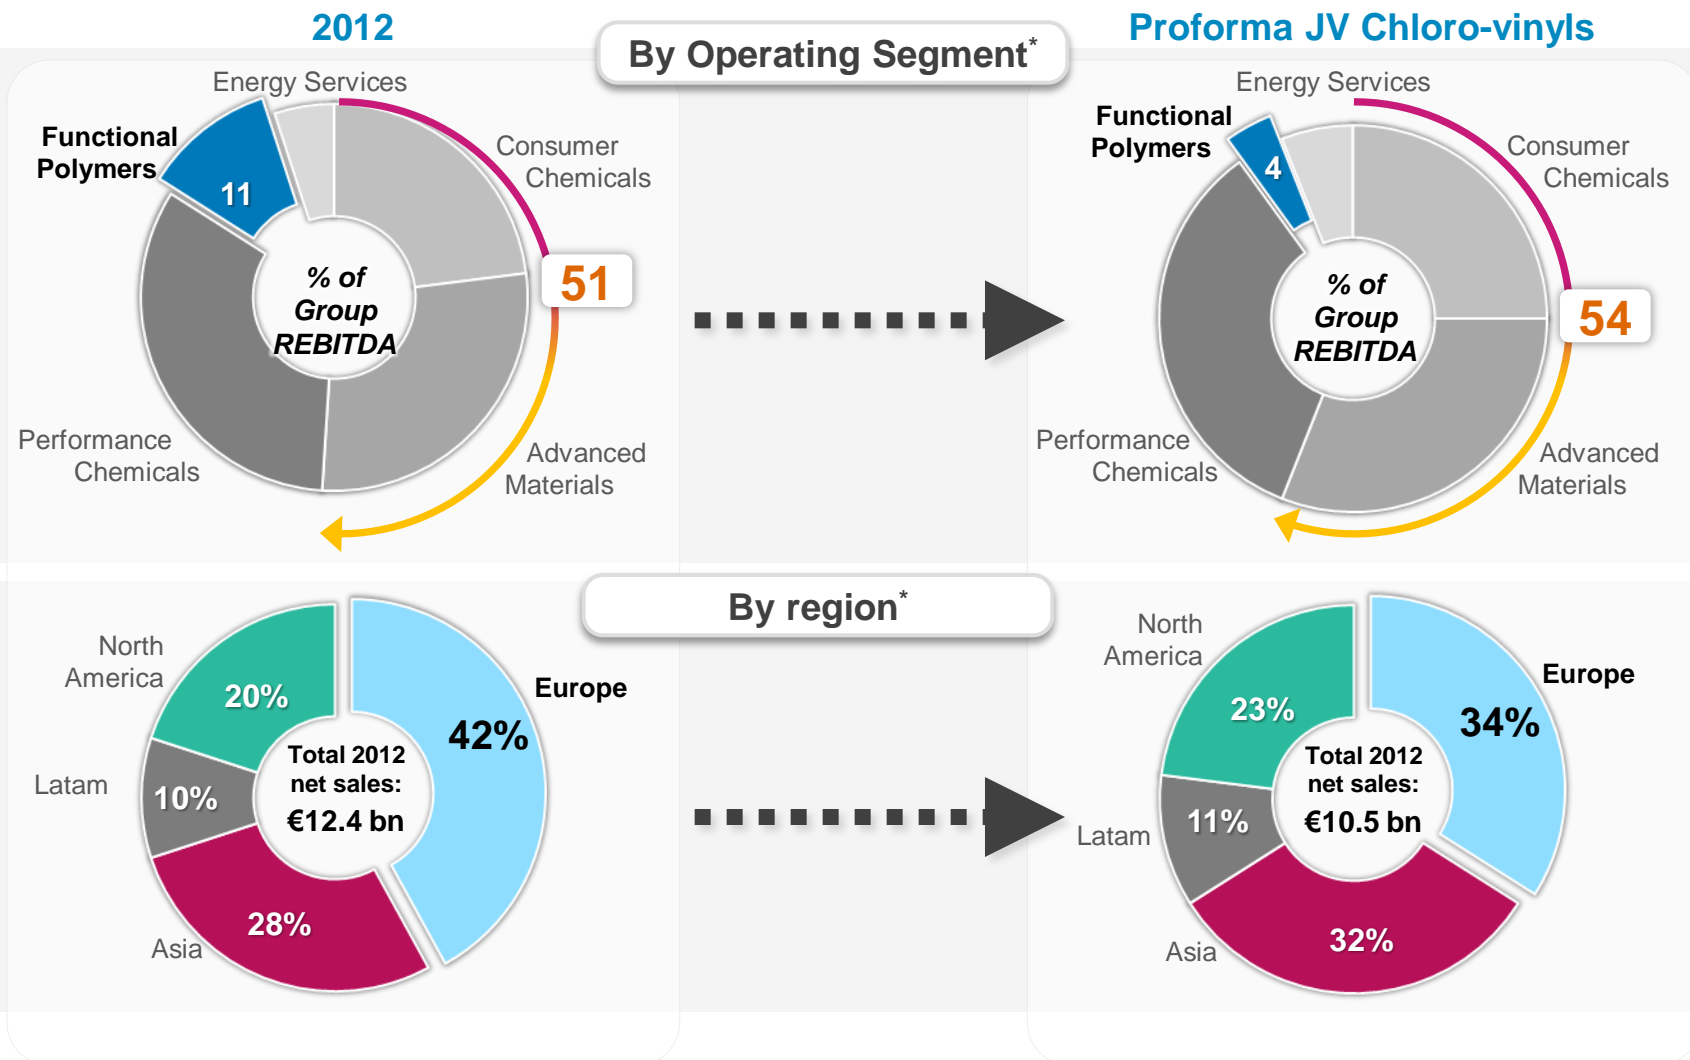 2012
By Operating Segment*
Proforma JV Chloro-vinyls
Energy Services
Functional
Polymers
11
Consumer
Chemicals
% of
Group
REBITDA
51
Performance
Chemicals
Advanced
Materials
Energy Services
Functional
Polymers
4
Consumer
Chemicals
% of
Group
REBITDA
54
Performance
Chemicals
Advanced
Materials
By region*
North
America
20%
Europe
42%
Total 2012
net sales:
€12.4 bn
Latam
10%
28%
Asia
North
America
23%
Europe
34%
Total 2012
net sales:
€10.5 bn
Latam
11%
32%
Asia